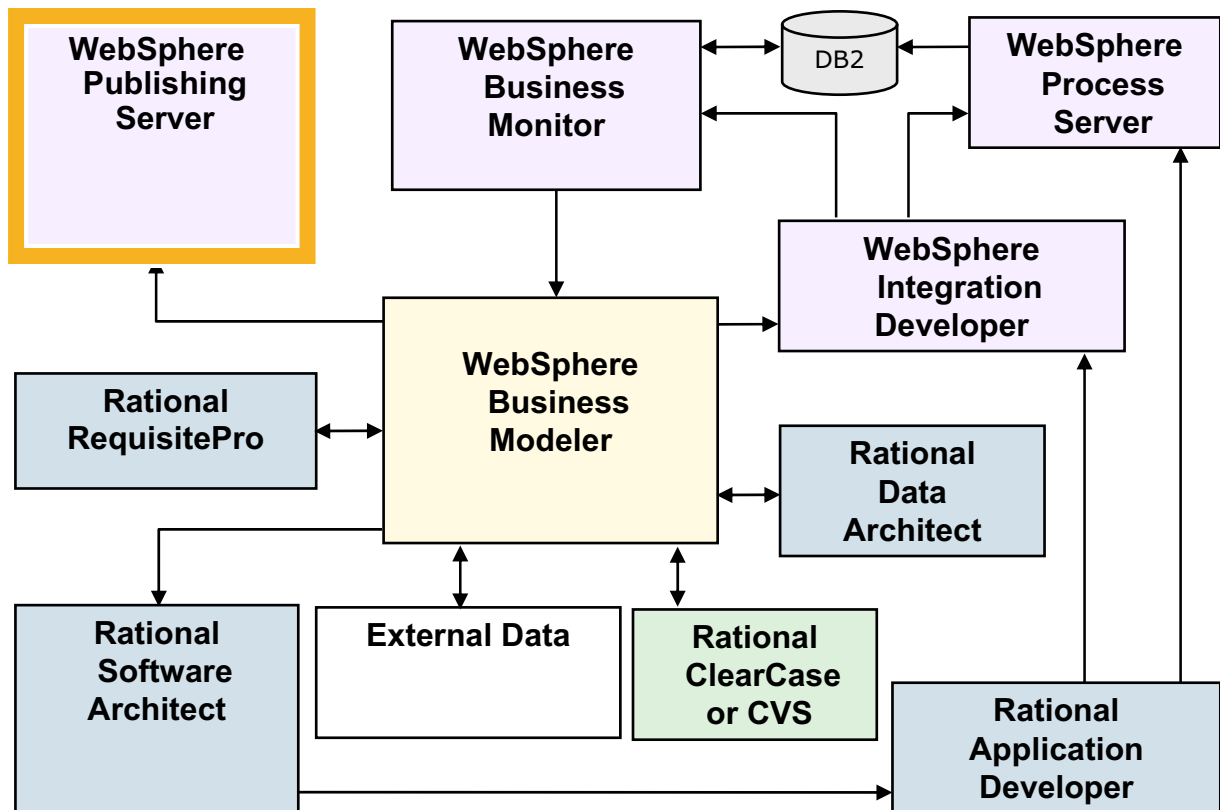 WebSphere
Publishing
Server
WebSphere
Business
Monitor
DB2
WebSphere
Process
Server
WebSphere
Integration
Developer
WebSphere
Business
Modeler
Rational
RequisitePro
Rational
Data
Architect
Rational
Software
Architect
External Data
Rational
ClearCase
or CVS
Rational
Application
Developer